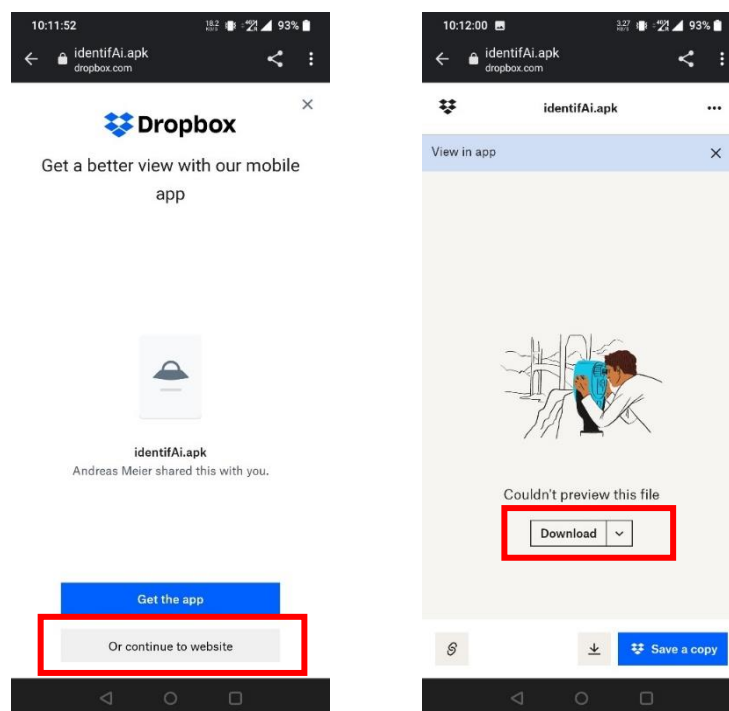 10:11:52
93%
identifAi.apk
dropbox.com
Dropbox
Get a better view with our mobile
app
identifAi.apk
Andreas Meier shared this with you.
Get the app
Or continue to website
10:12:00
93%
identifAi.apk
dropbox.com
identifAi.apk
View in app
Couldn't preview this file
Download
Save a copy